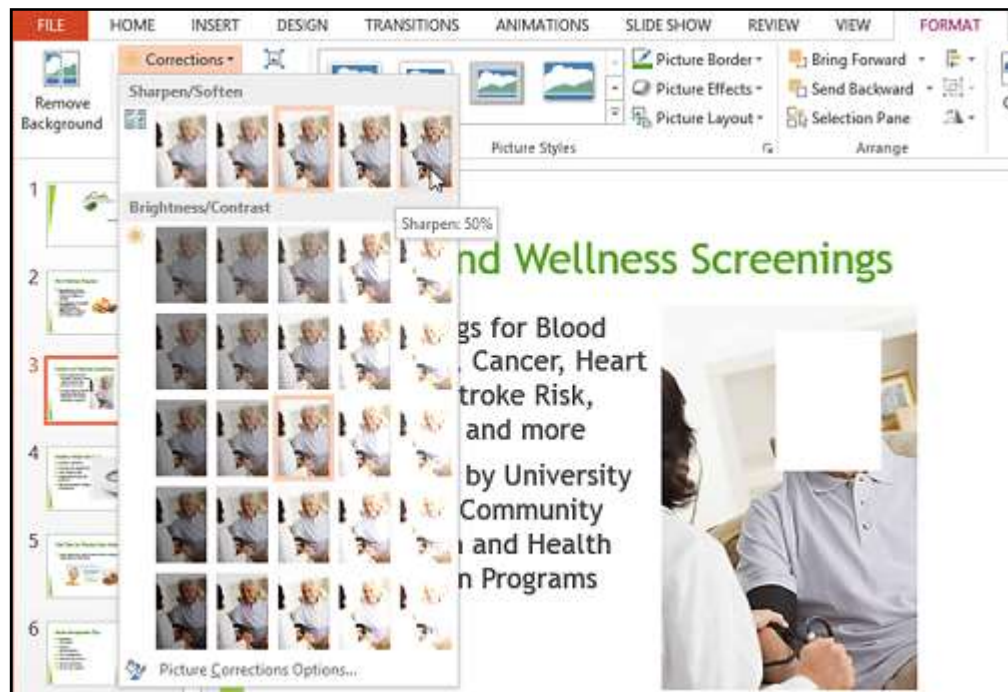 FILE HOME INSERT DESIGN TRANSITIONS ANIMATIONS SLIDE SHOW REVIEW VIEW FORMAT
Corrections
Remove
Background
Picture Border
Picture Effects
Picture Layout
Bring Forward
Send Backward
Selection Pane
Picture Styles
Arrange
Sharpen/Soften
Sharpen: 50%
Brightness/Contrast
Picture Corrections Options...
1
2
3
4
5
6
nd Wellness Screenings
gs for Blood
, Cancer, Heart
troke Risk,
and more
by University
Community
and Health
n Programs